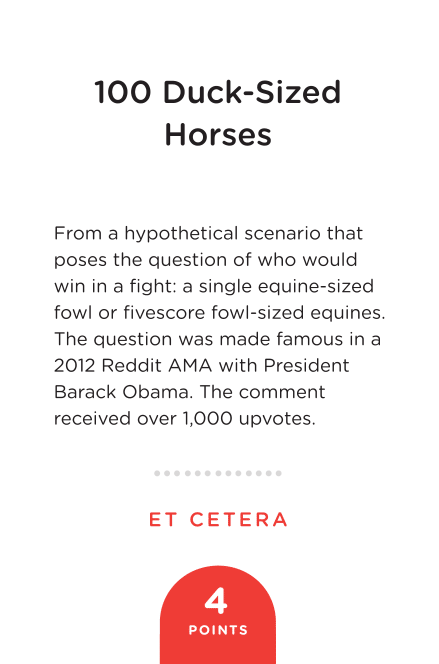 100 Duck-Sized
Horses
From a hypothetical scenario that
poses the question of who would
win in a fight: a single equine-sized
fowl or fivescore fowl-sized equines.
The question was made famous in a
2012 Reddit AMA with President
Barack Obama. The comment
received over 1,000 upvotes.
ET CETERA
4
POINTS